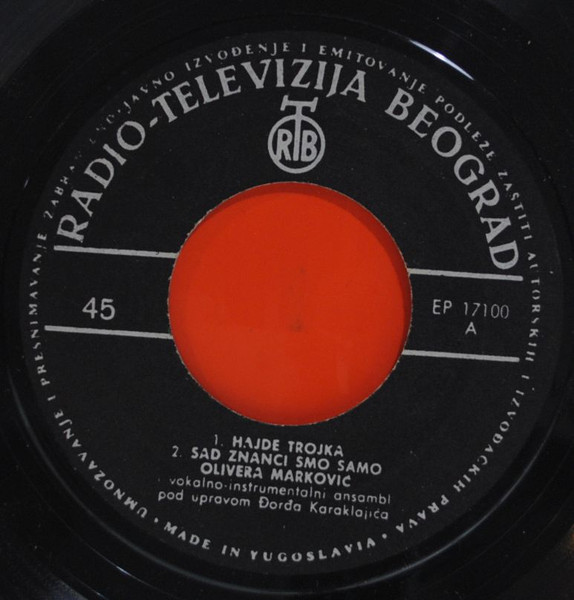 UMNOŽAVANJE I PRESNIMAVANJE JAVNO IZVOĐENJE I EMITOVANJE PODLEŽE ZAŠTITI AUTORSKIH I IZVOĐAČKIH PRAVA •
RADIO-TELEVIZIJA BEOGRAD
RTB
45
EP 17100
A
1. HAJDE TROJKA
2. SAD ZNANCI SMO SAMO
OLIVERA MARKOVIĆ
i vokalno-instrumentalni ansambl
pod upravom Đorđa Karaklajića
• MADE IN YUGOSLAVIA •